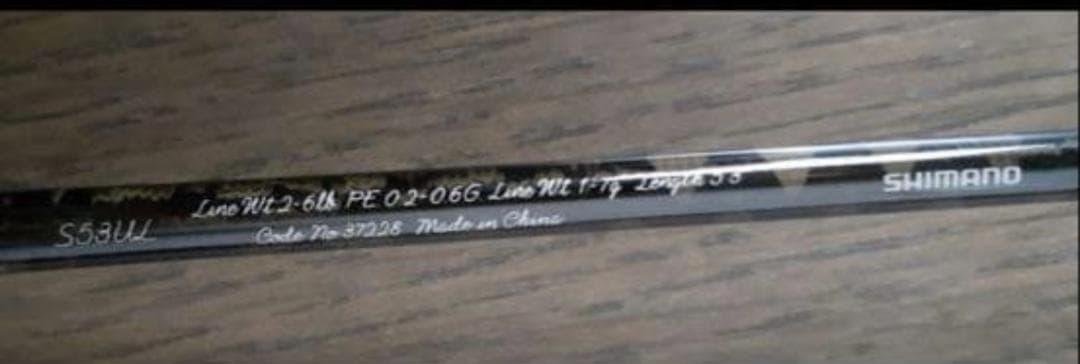 Line Wt 2-6lb PE 0.2-0.6G Line Wt 1-7g Length 5'3"
SHIMANO
S53UL
Code No 37228 Made in China